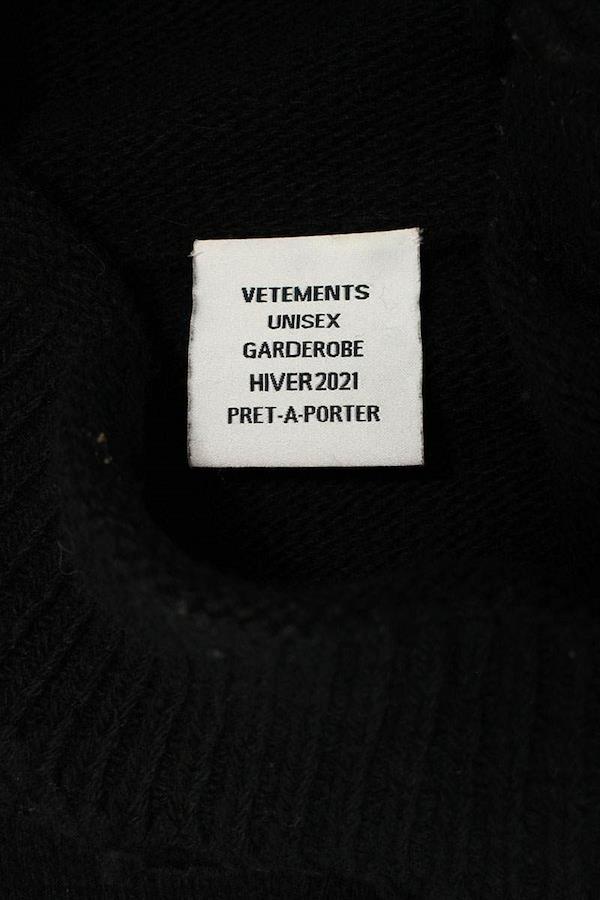 VETEMENTS
UNISEX
GARDEROBE
HIVER 2021
PRET-A-PORTER